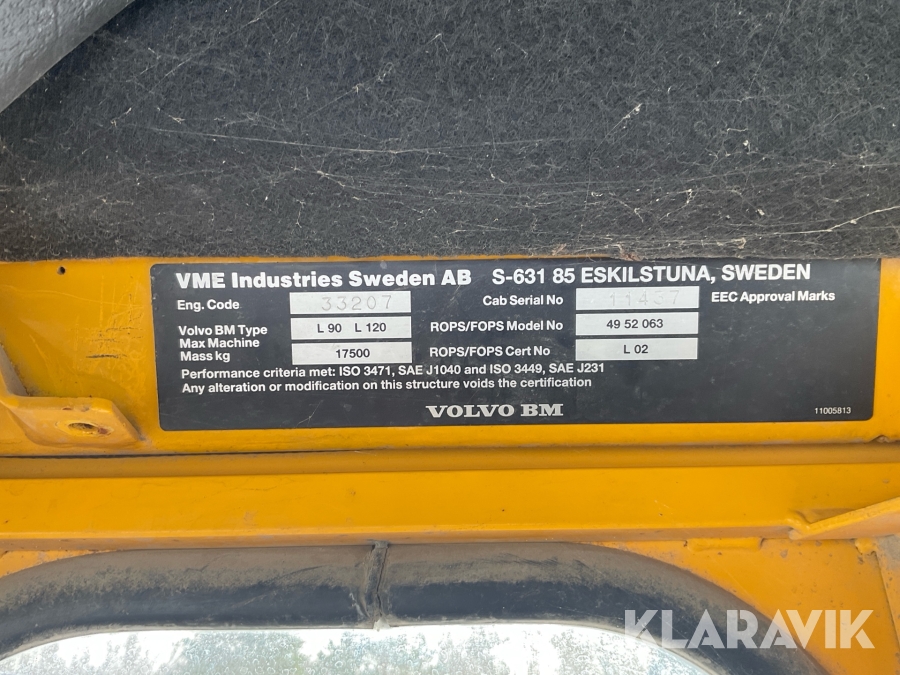 VME Industries Sweden AB S-631 85 ESKILSTUNA, SWEDEN
Eng. Code 33207 Cab Serial No 11437 EEC Approval Marks
Volvo BM Type L 90 L 120 ROPS/FOPS Model No 49 52 063
Max Machine
Mass kg 17500 ROPS/FOPS Cert No L 02
Performance criteria met: ISO 3471, SAE J1040 and ISO 3449, SAE J231
Any alteration or modification on this structure voids the certification
VOLVO BM
11005813
KLARAVIK